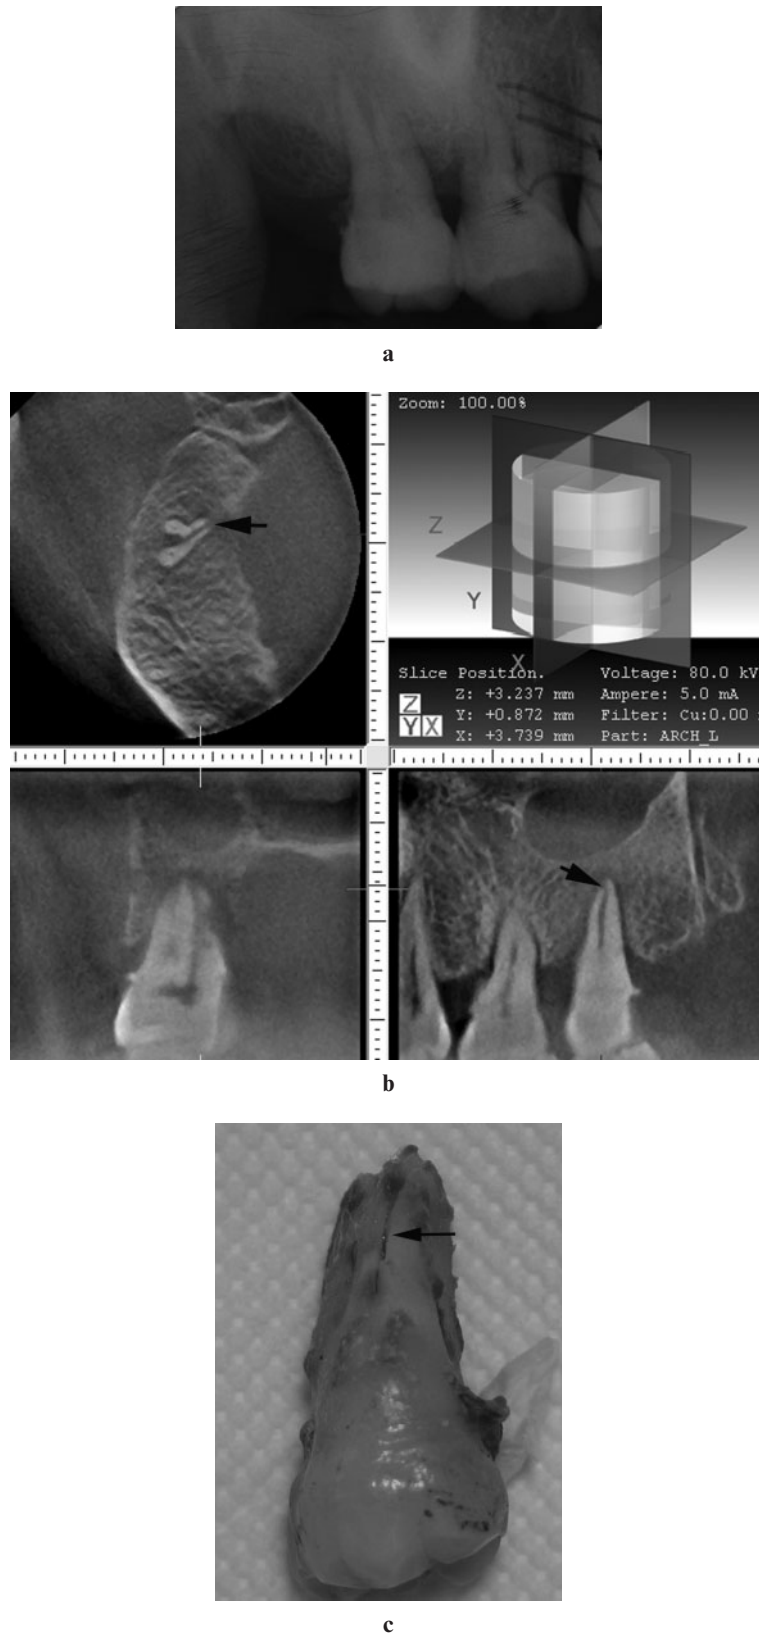 a
Zoom: 100.00%
Z
Y
X
Slice Position.
Voltage: 80.0 kV
Z: +3.237 mm
Ampere: 5.0 mA
Y: +0.872 mm
Filter: Cu:0.00
X: +3.739 mm
Part: ARCH_L
Z
YX
b
c